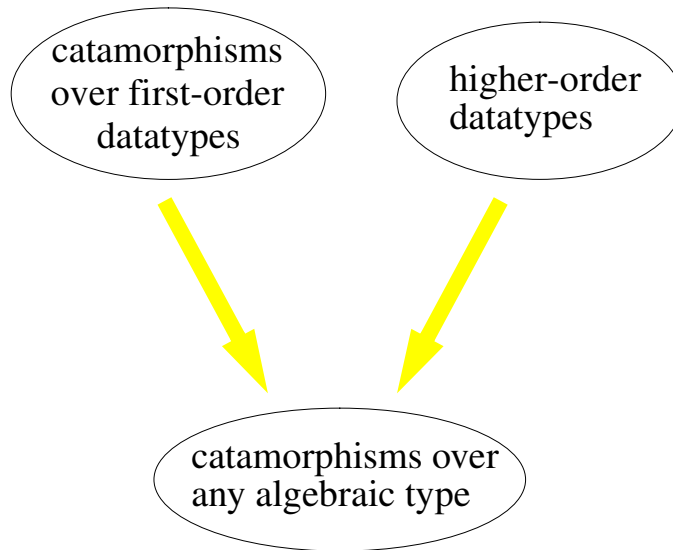 catamorphisms
over first-order
datatypes
higher-order
datatypes
catamorphisms over
any algebraic type